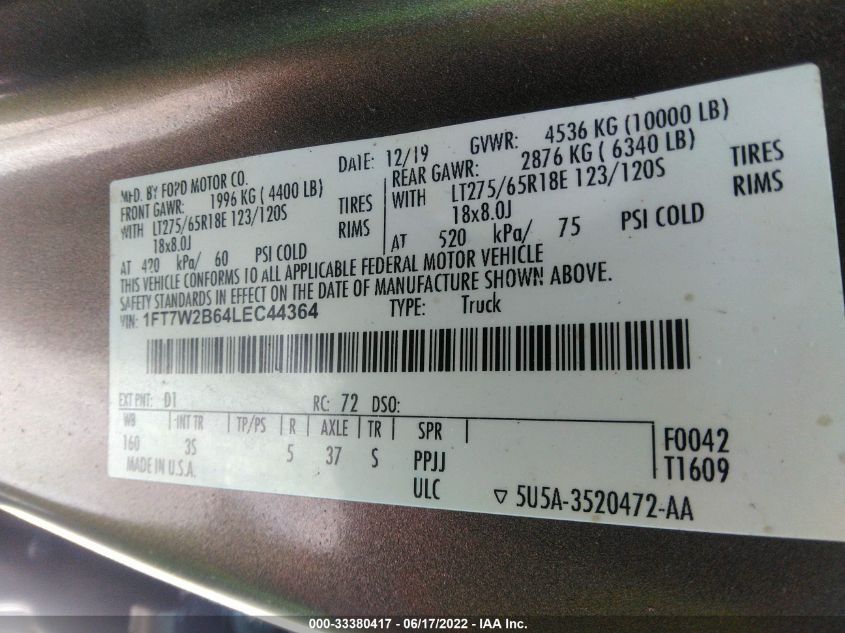 MFD. BY FORD MOTOR CO.
DATE: 12/19 GVWR: 4536 KG (10000 LB)
FRONT GAWR: 1996 KG ( 4400 LB)
REAR GAWR: 2876 KG ( 6340 LB)
WITH LT275/65R18E 123/120S TIRES
WITH LT275/65R18E 123/120S TIRES
18x8.0J RIMS
18x8.0J RIMS
AT 420 kPa/ 60 PSI COLD
AT 520 kPa/ 75 PSI COLD
THIS VEHICLE CONFORMS TO ALL APPLICABLE FEDERAL MOTOR VEHICLE
SAFETY STANDARDS IN EFFECT ON THE DATE OF MANUFACTURE SHOWN ABOVE.
VIN: 1FT7W2B64LEC44364 TYPE: Truck
EXT PNT: D1 RC: 72 DSO:
WB INT TR TP/PS R AXLE TR SPR
160 3S 5 37 S PPJJ
MADE IN U.S.A. ULC
F0042
T1609
▽ 5U5A-3520472-AA
000-33380417 - 06/17/2022 - IAA Inc.